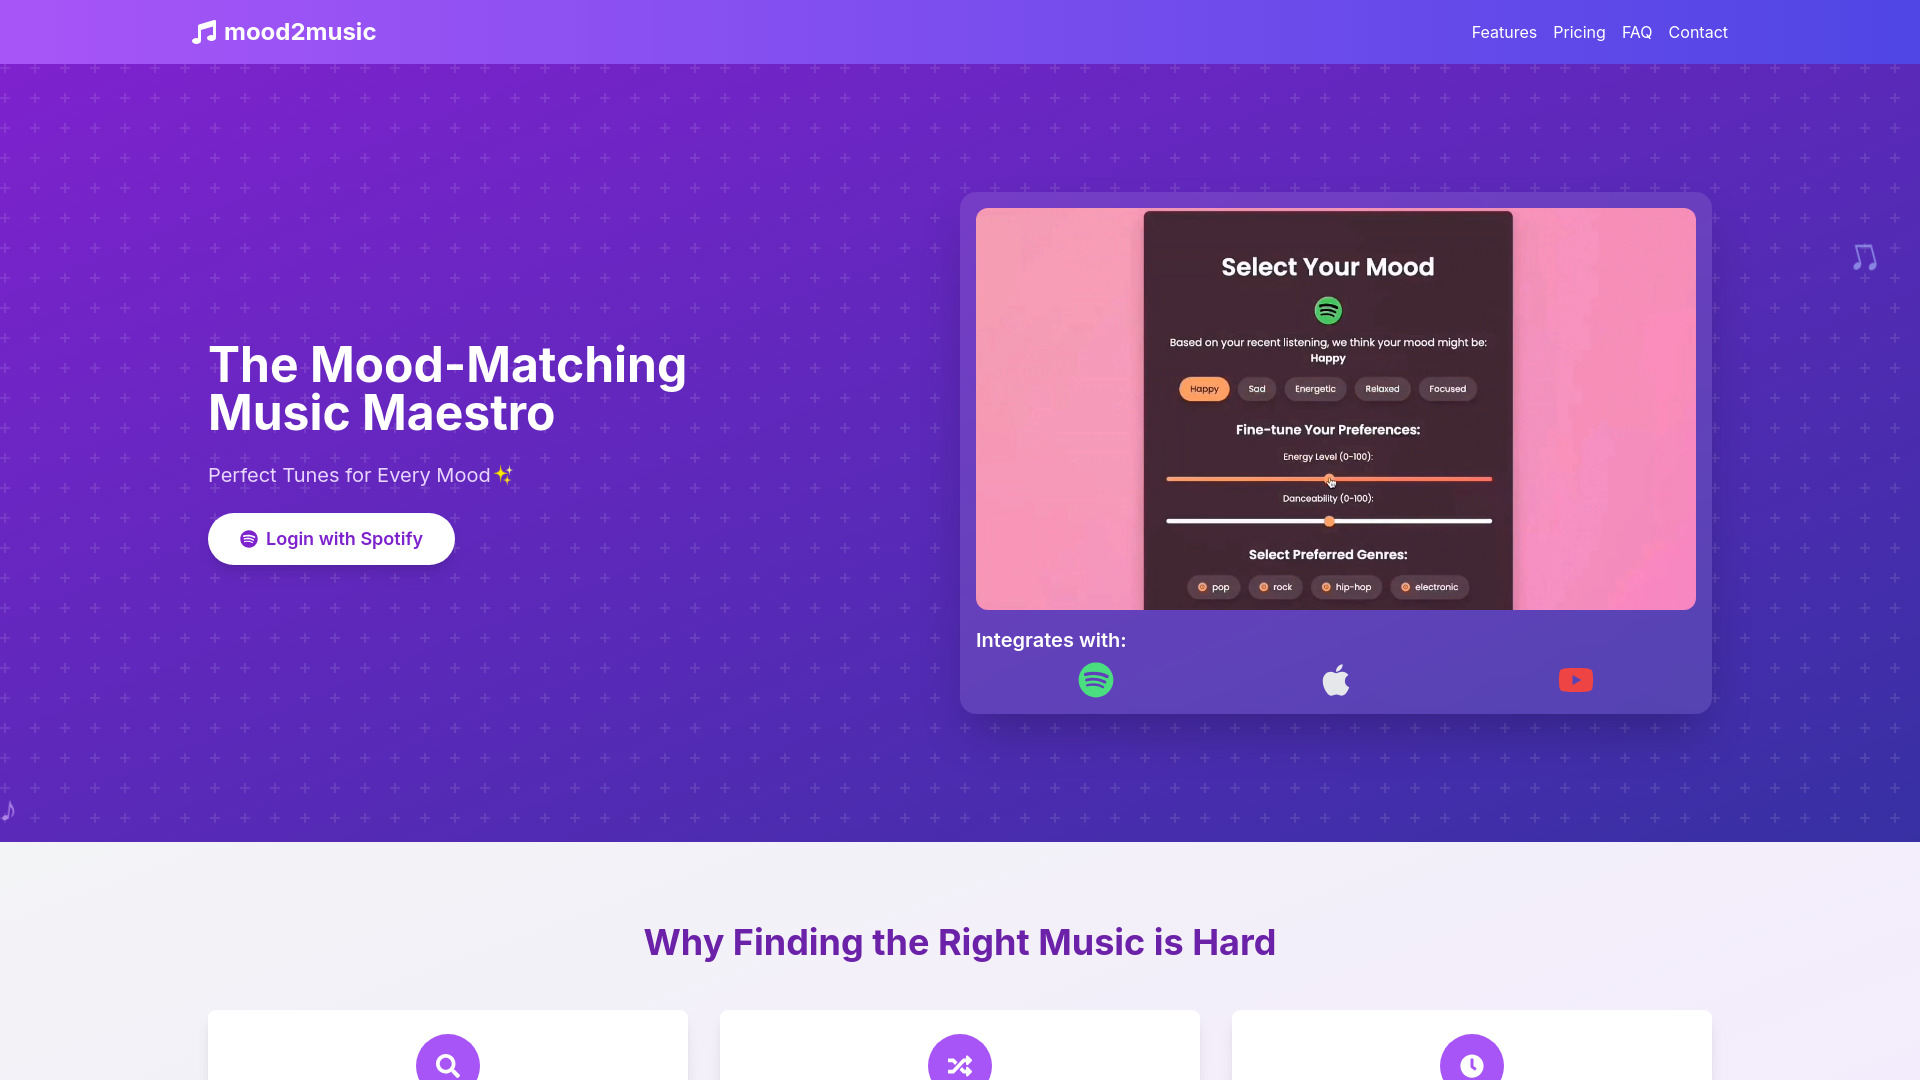 mood2music
Features Pricing FAQ Contact
The Mood-Matching
Music Maestro
Perfect Tunes for Every Mood✨
Login with Spotify
Select Your Mood
Based on your recent listening, we think your mood might be:
Happy
Happy Sad Energetic Relaxed Focused
Fine-tune Your Preferences:
Energy Level (0-100):
Danceability (0-100):
Select Preferred Genres:
pop rock hip-hop electronic
Integrates with:
Why Finding the Right Music is Hard